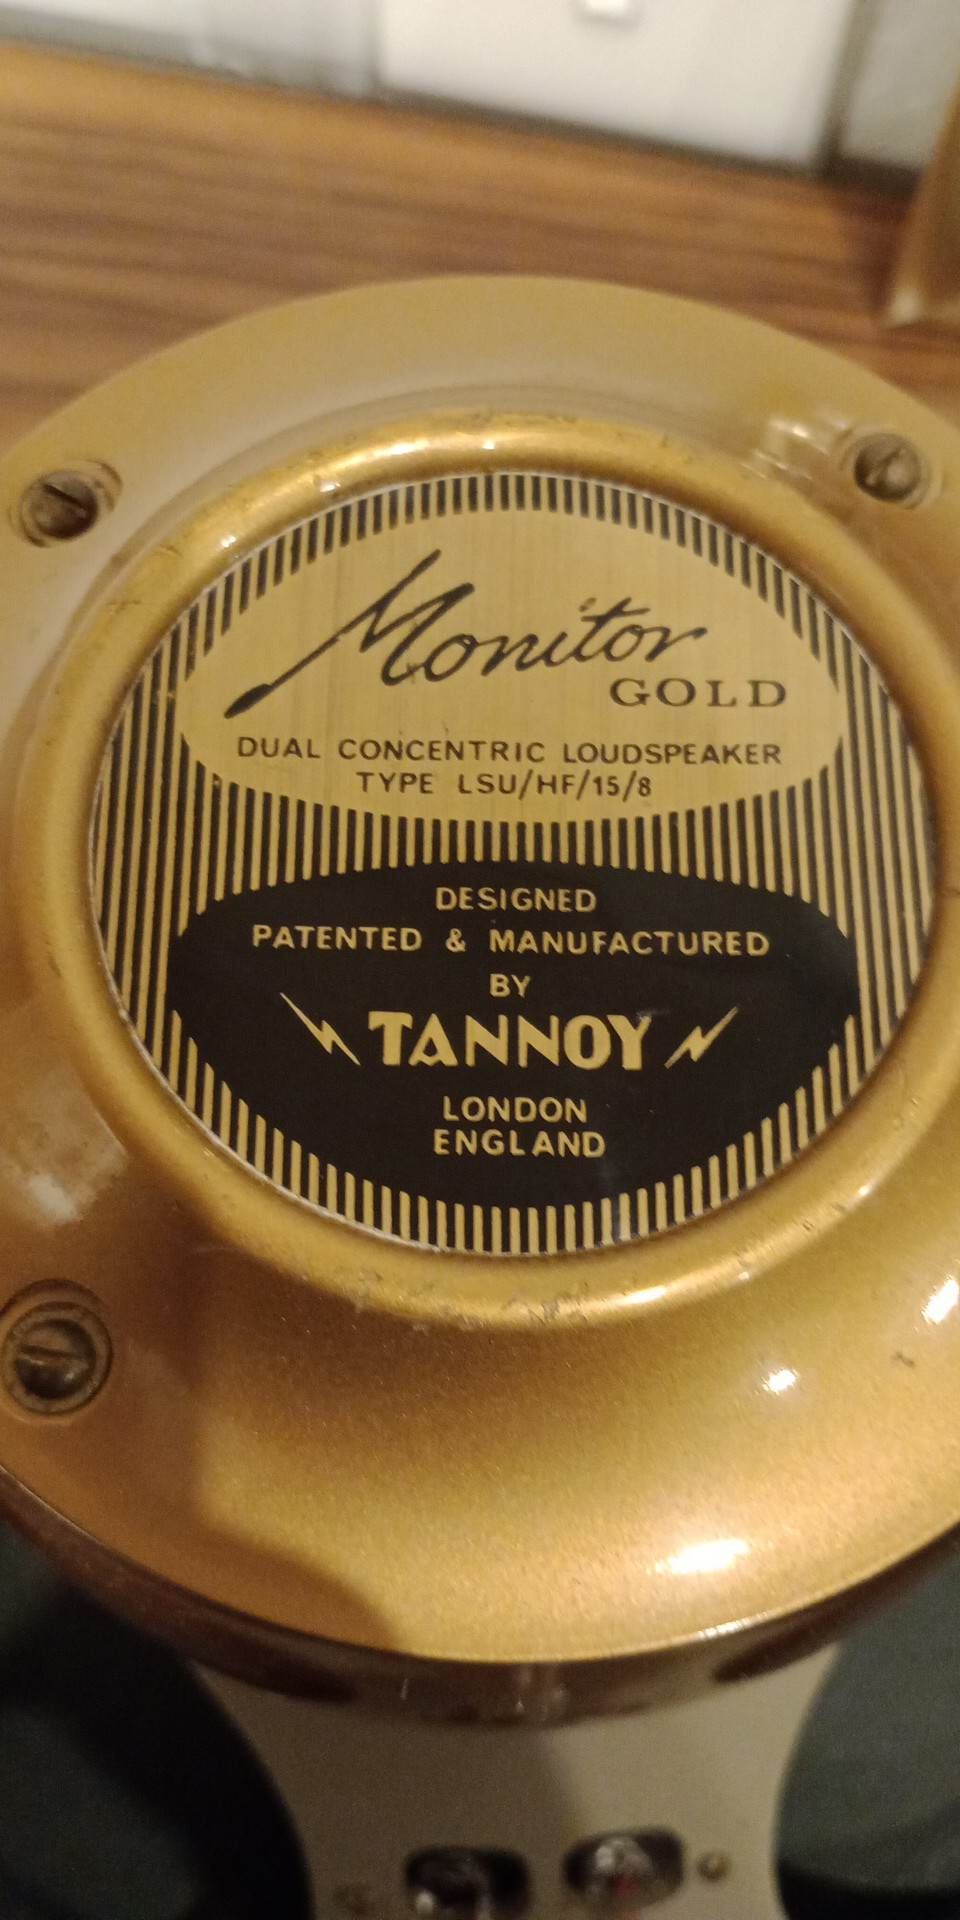 Monitor
GOLD
DUAL CONCENTRIC LOUDSPEAKER
TYPE LSU/HF/15/8
DESIGNED
PATENTED & MANUFACTURED
BY
TANNOY
LONDON
ENGLAND